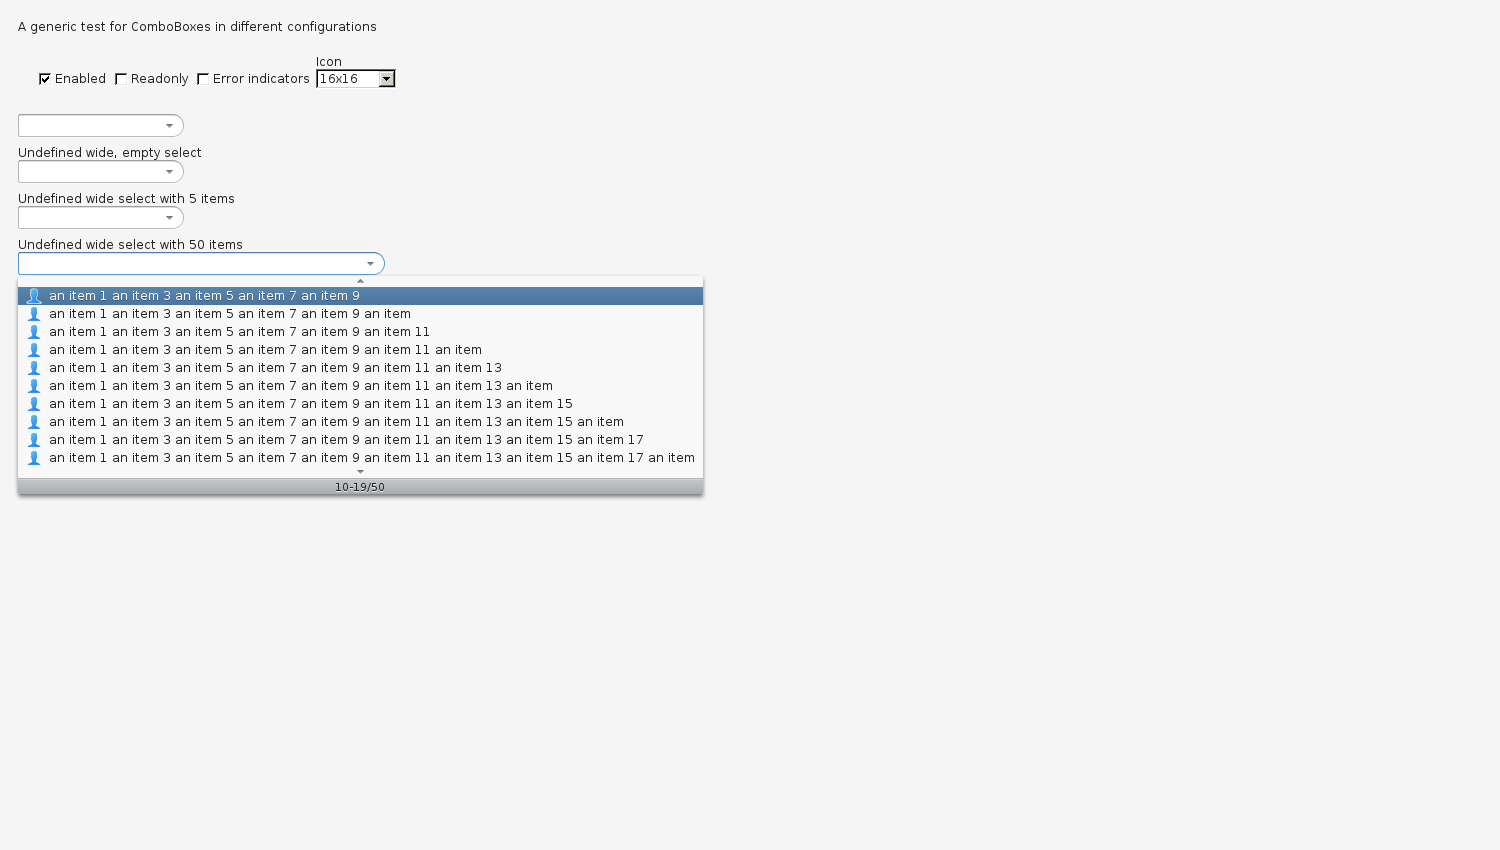 A generic test for ComboBoxes in different configurations
Icon
Enabled Readonly Error indicators 16x16
Undefined wide, empty select
Undefined wide select with 5 items
Undefined wide select with 50 items
an item 1 an item 3 an item 5 an item 7 an item 9
an item 1 an item 3 an item 5 an item 7 an item 9 an item
an item 1 an item 3 an item 5 an item 7 an item 9 an item 11
an item 1 an item 3 an item 5 an item 7 an item 9 an item 11 an item
an item 1 an item 3 an item 5 an item 7 an item 9 an item 11 an item 13
an item 1 an item 3 an item 5 an item 7 an item 9 an item 11 an item 13 an item
an item 1 an item 3 an item 5 an item 7 an item 9 an item 11 an item 13 an item 15
an item 1 an item 3 an item 5 an item 7 an item 9 an item 11 an item 13 an item 15 an item
an item 1 an item 3 an item 5 an item 7 an item 9 an item 11 an item 13 an item 15 an item 17
an item 1 an item 3 an item 5 an item 7 an item 9 an item 11 an item 13 an item 15 an item 17 an item
10-19/50